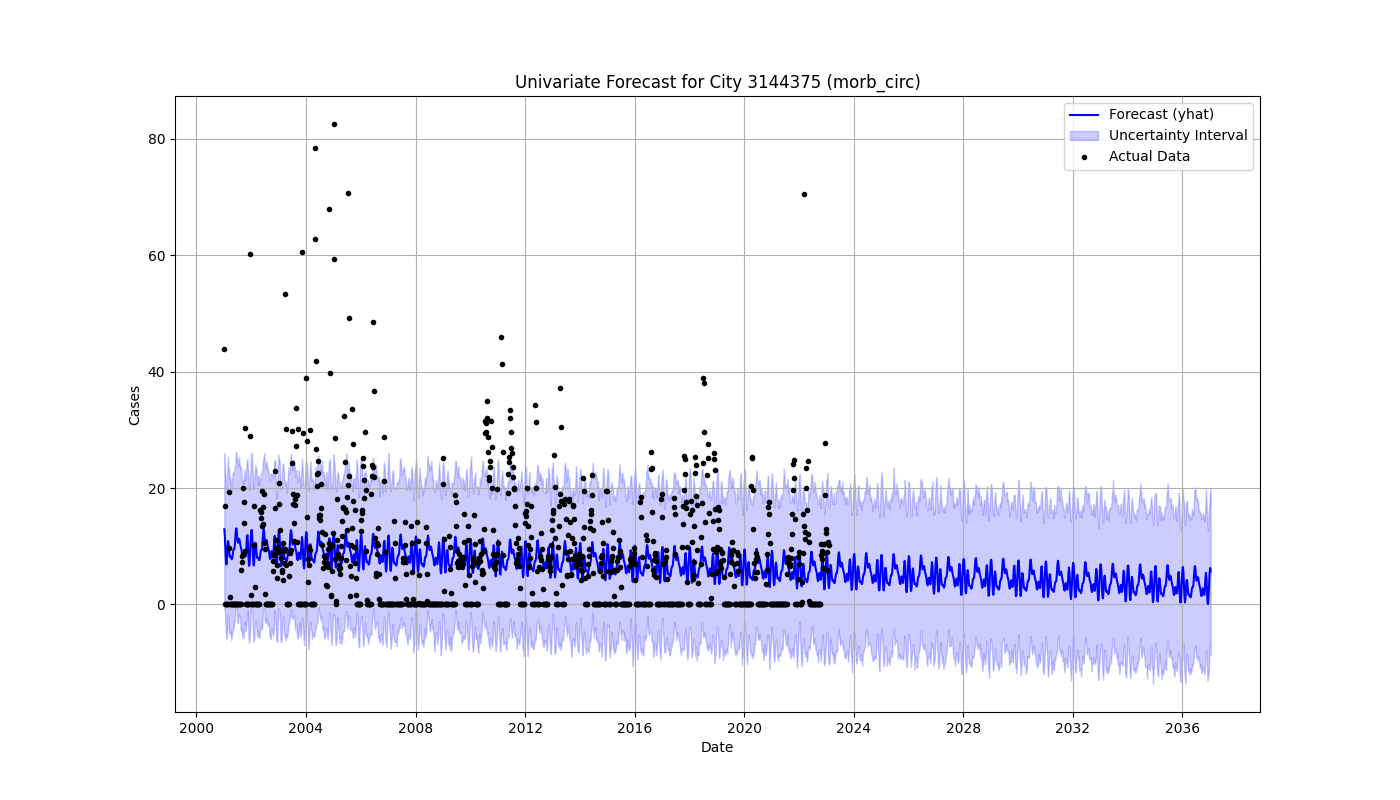 Univariate Forecast for City 3144375 (morb_circ)
Forecast (yhat)
Uncertainty Interval
Actual Data
Cases
80
60
40
20
0
2000 2004 2008 2012 2016 2020 2024 2028 2032 2036
Date